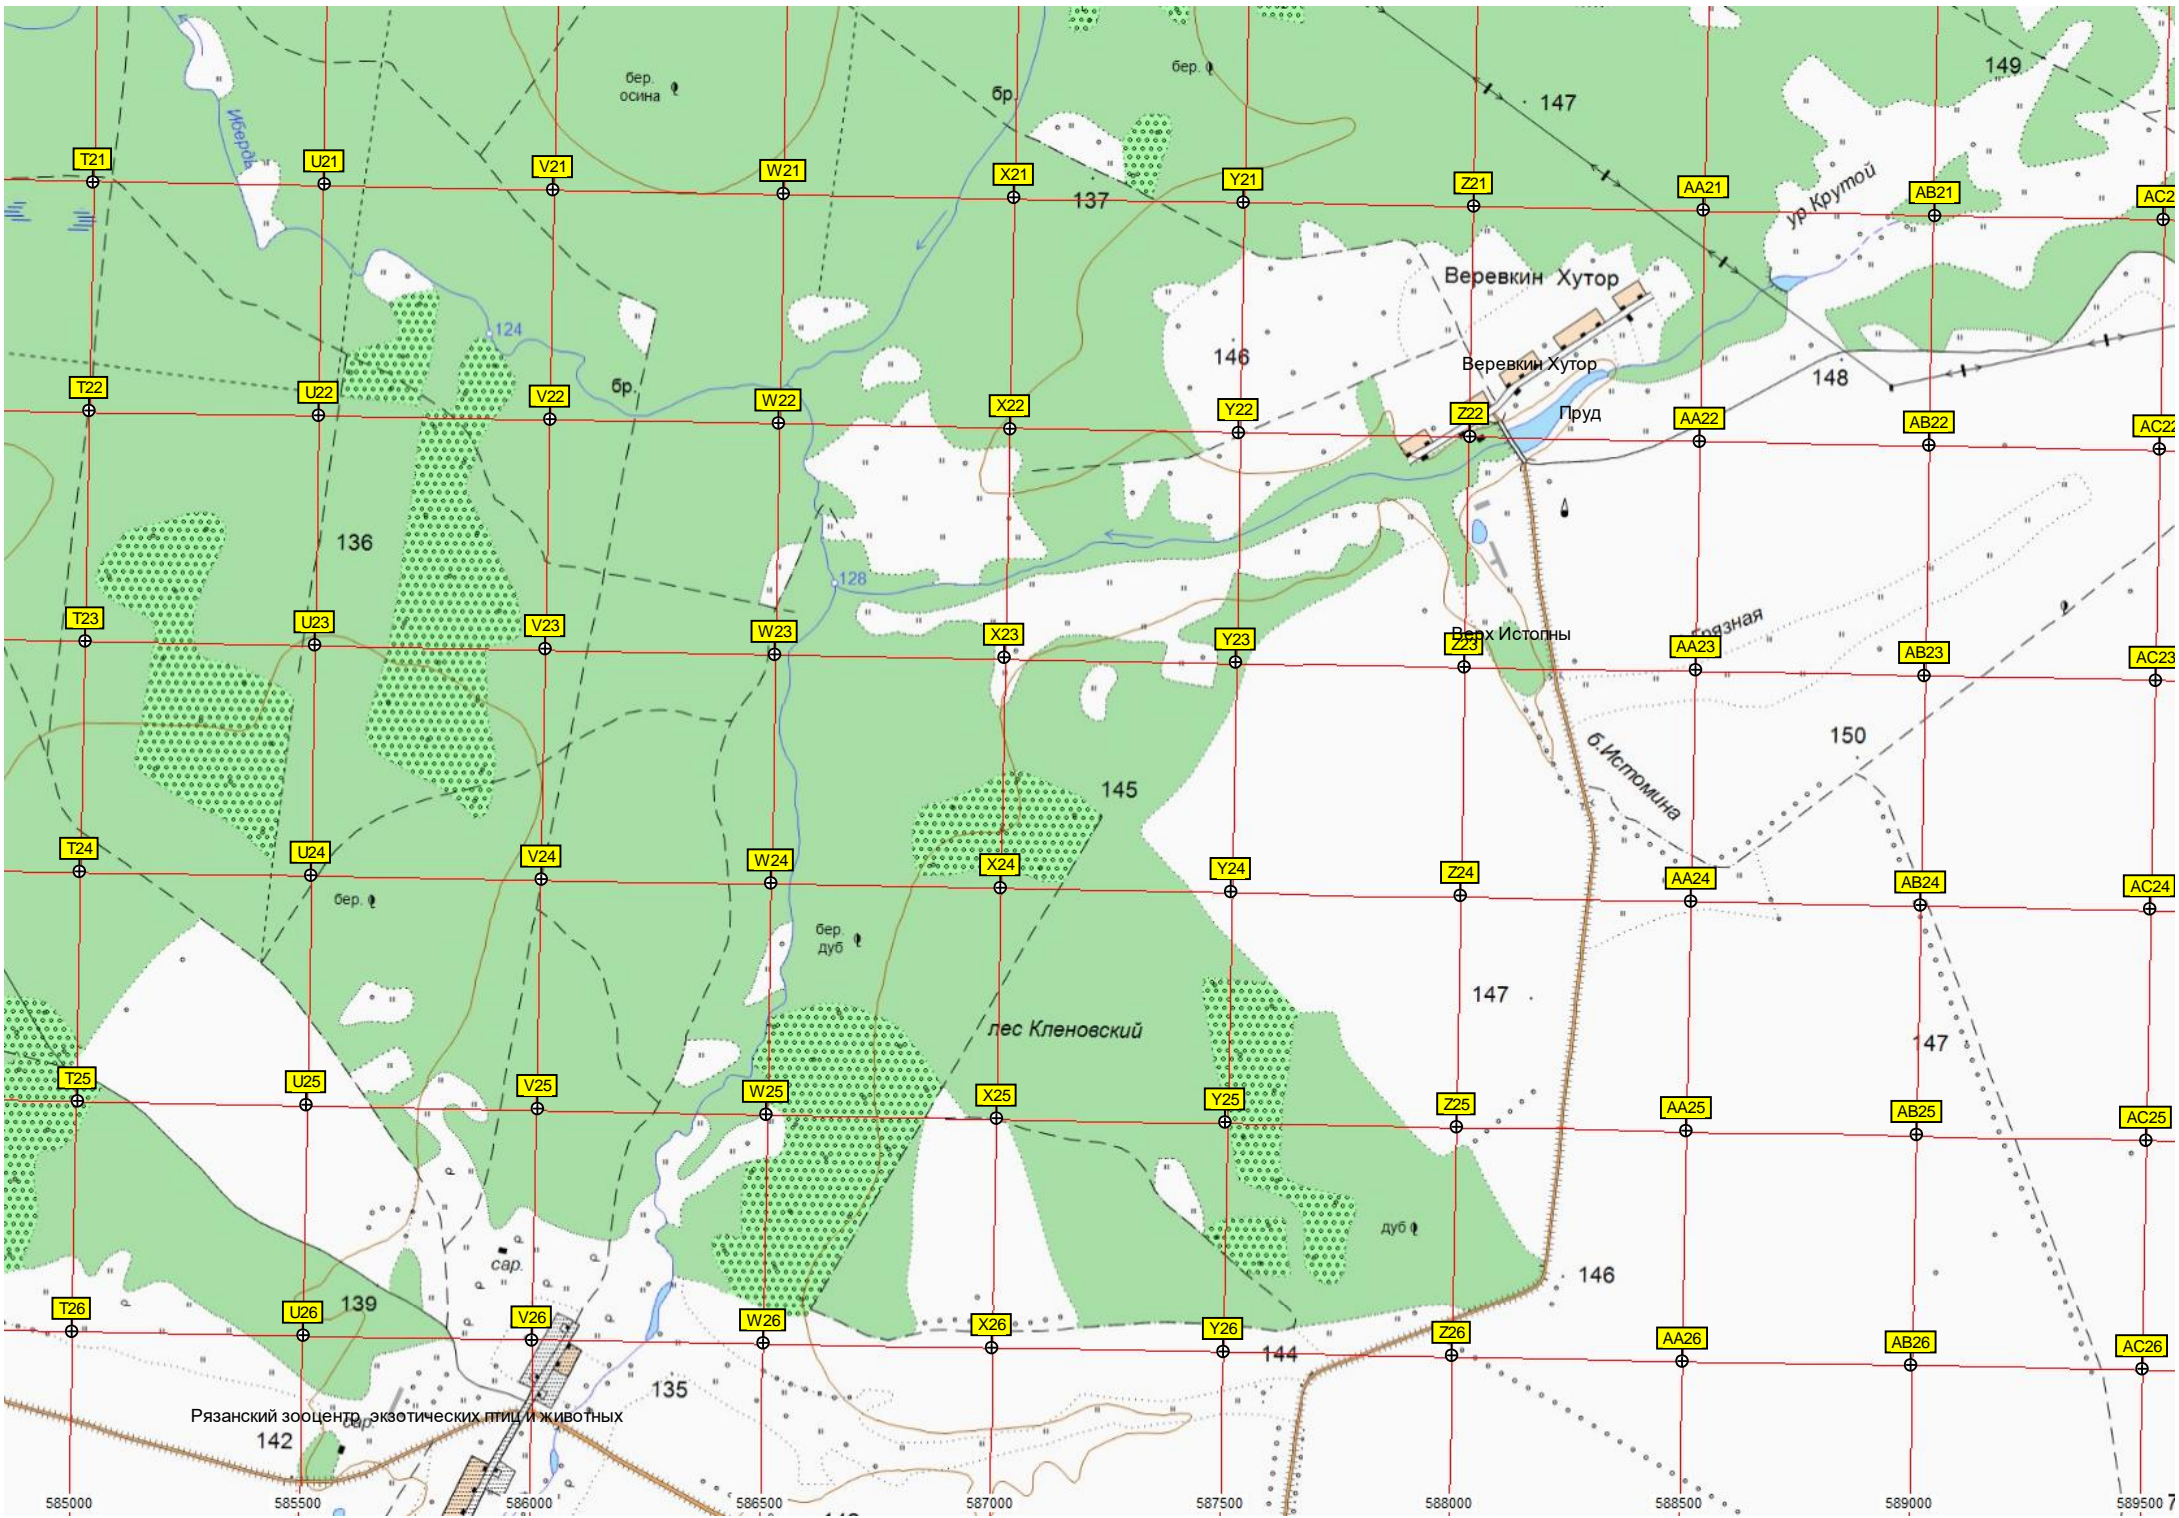 149
147
бер.
бер.
осина
бр.
Ибердь
T21
U21
V21
W21
X21
Y21
Z21
AA21
AB21
137
ур Крутой
Веревкин Хутор
124
146
Веревкин Хутор
148
бр.
T22
U22
V22
W22
X22
Y22
Z22
Пруд
AA22
AB22
AC22
136
128
T23
U23
V23
W23
X23
Y23
Верх Истопны
Z23
AA23
AB23
AC23
150
б.Истомина
145
T24
U24
V24
W24
X24
Y24
Z24
AA24
AB24
AC24
бер.
бер.
дуб
147
лес Кленовский
147
T25
U25
V25
W25
X25
Y25
Z25
AA25
AB25
AC25
дуб
сар.
146
139
T26
U26
V26
W26
X26
Y26
Z26
AA26
AB26
AC26
144
135
Рязанский зооцентр экзотических птиц и животных
сар.
142
585000 585500 586000 586500 587000 587500 588000 588500 589000 589500